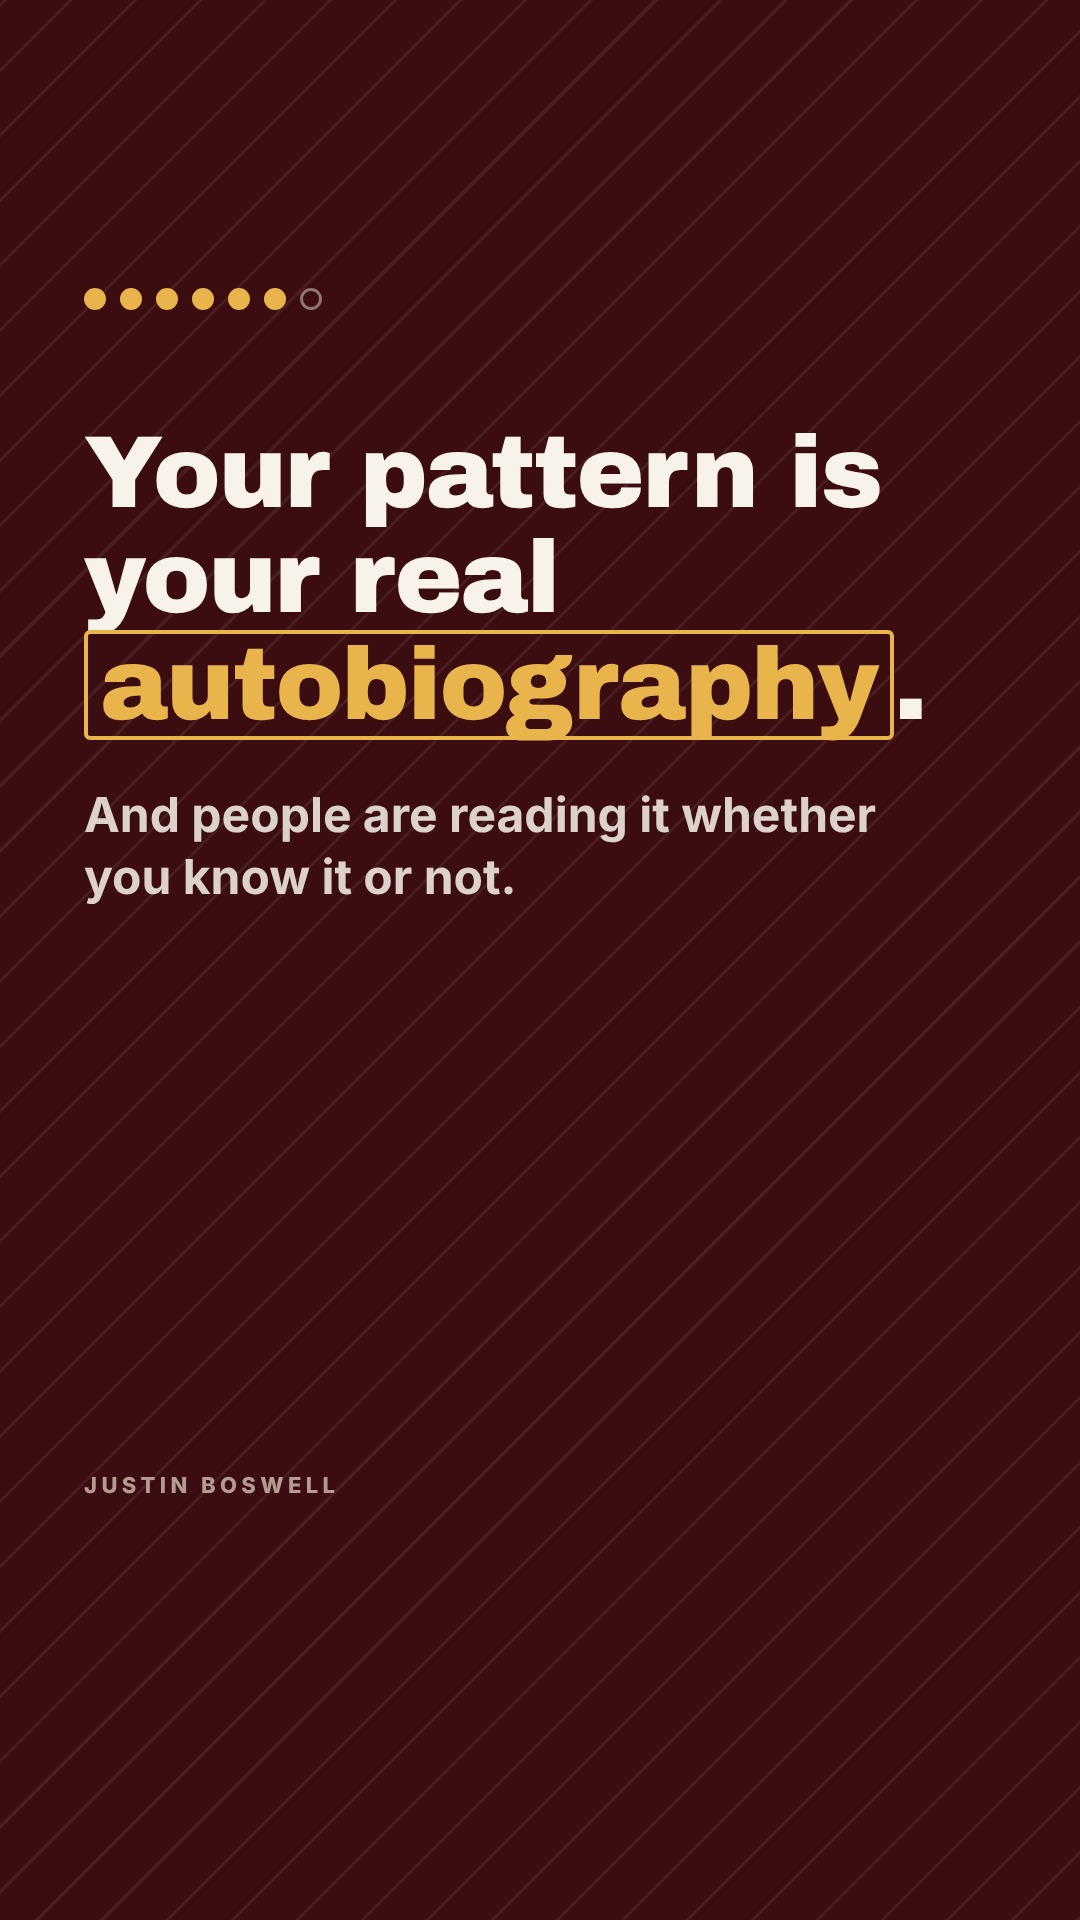 Your pattern is
your real
autobiography.
And people are reading it whether
you know it or not.
JUSTIN BOSWELL